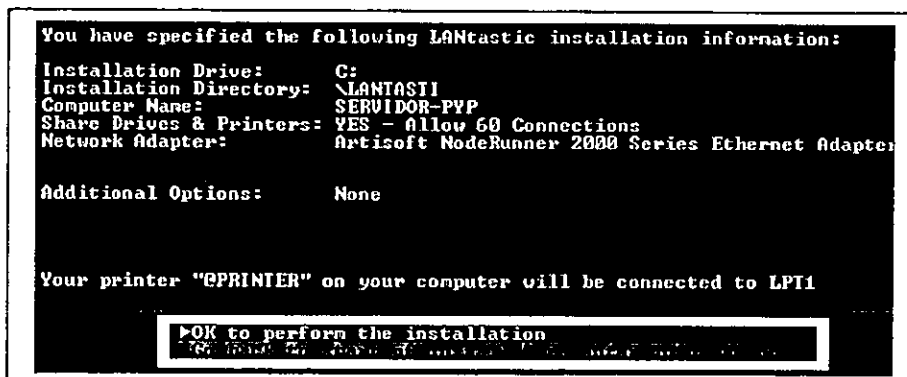 You have specified the following LANtastic installation information:
Installation Drive: C:
Installation Directory: \LANTASTI
Computer Name: SERVIDOR-PYP
Share Drives & Printers: YES - Allow 60 Connections
Network Adapter: Artisoft NodeRunner 2000 Series Ethernet Adapter
Additional Options: None
Your printer "@PRINTER" on your computer will be connected to LPT1
►OK to perform the installation